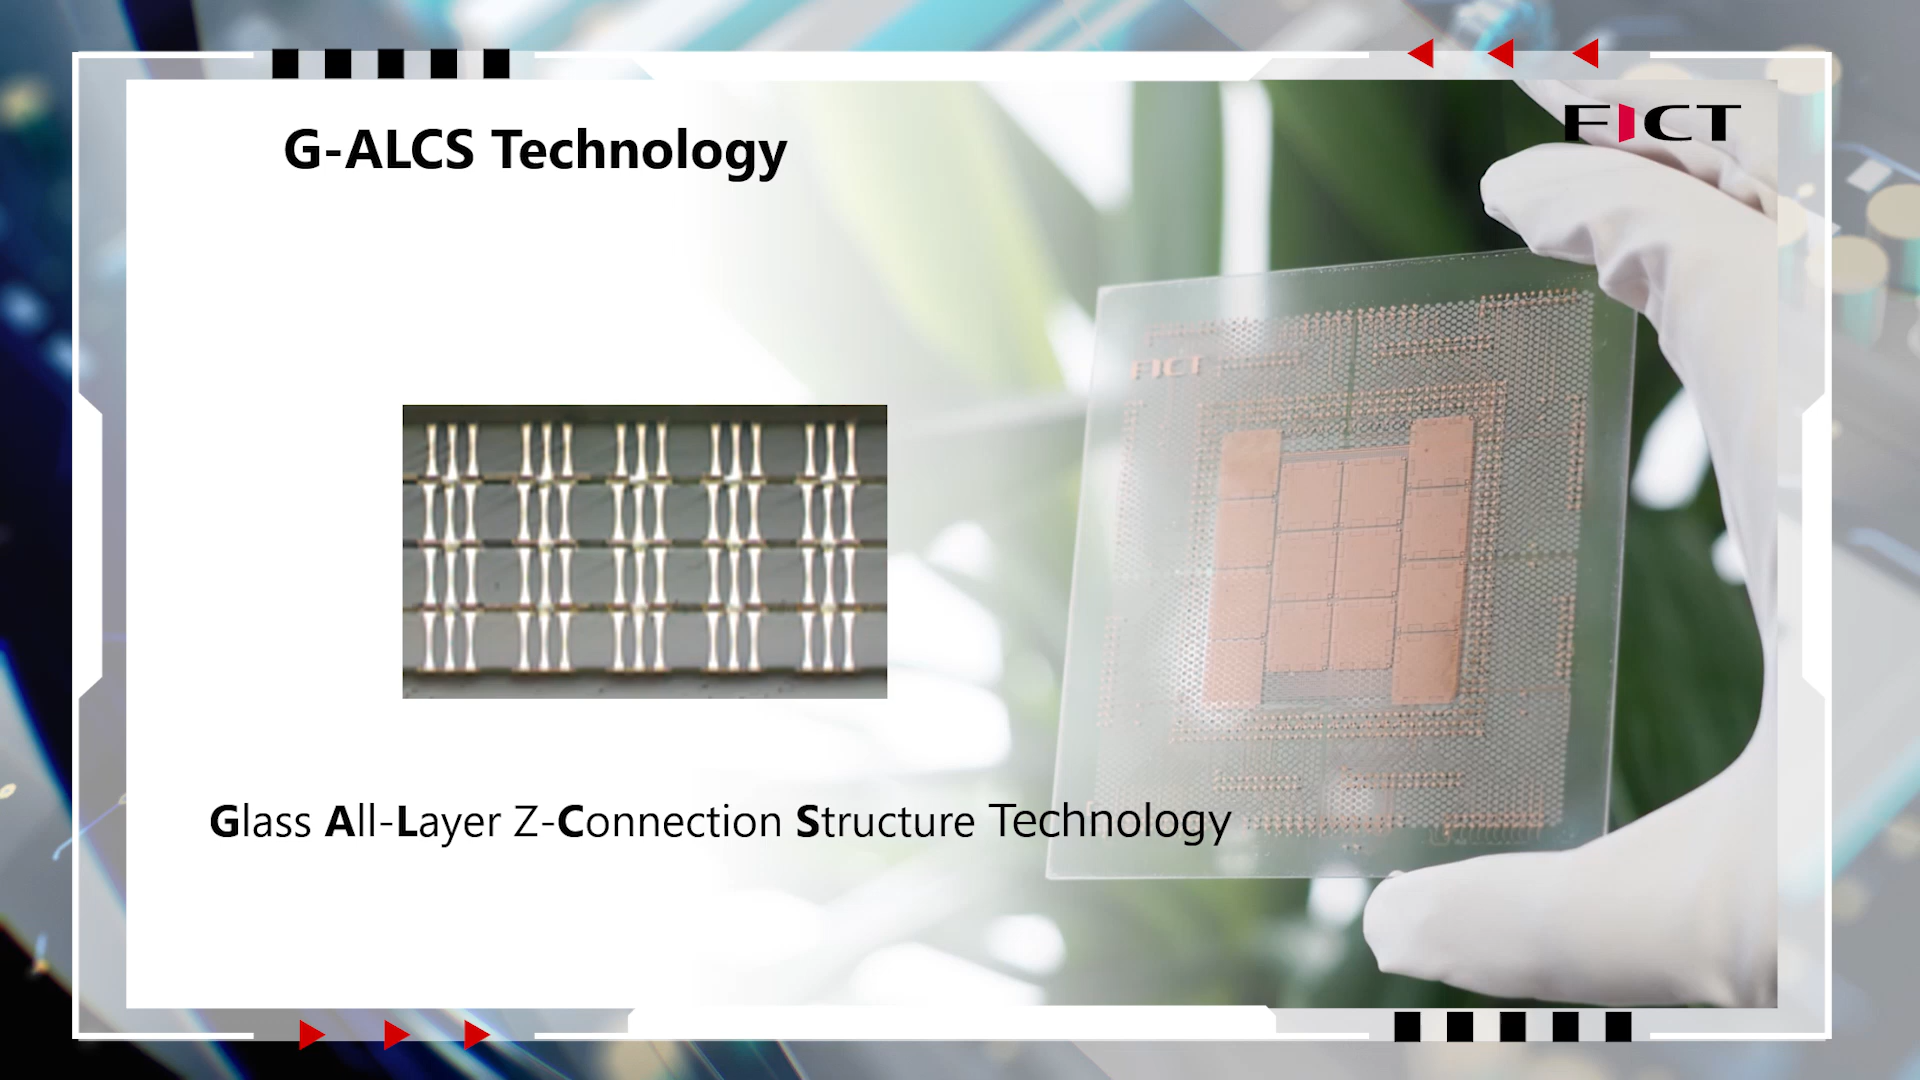 G-ALCS Technology
FICT
FICT
Glass All-Layer Z-Connection Structure Technology